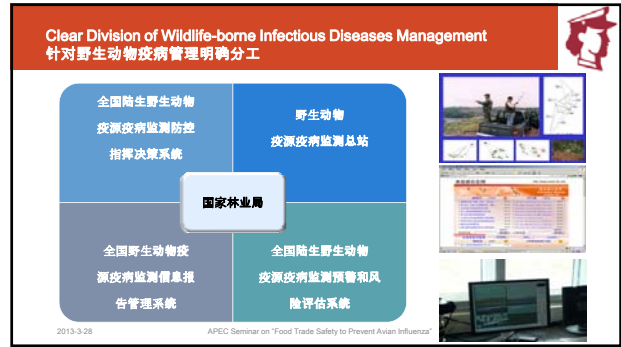 Clear Division of Wildlife-borne Infectious Diseases Management
针对野生动物疫病管理明确分工
全国陆生野生动物
疫源疫病监测防控
指挥决策系统
野生动物
疫源疫病监测总站
国家林业局
全国野生动物疫
源疫病监测信息报
告管理系统
全国陆生野生动物
疫源疫病监测预警和风
险评估系统
2013-3-28
APEC Seminar on "Food Trade Safety to Prevent Avian Influenza"